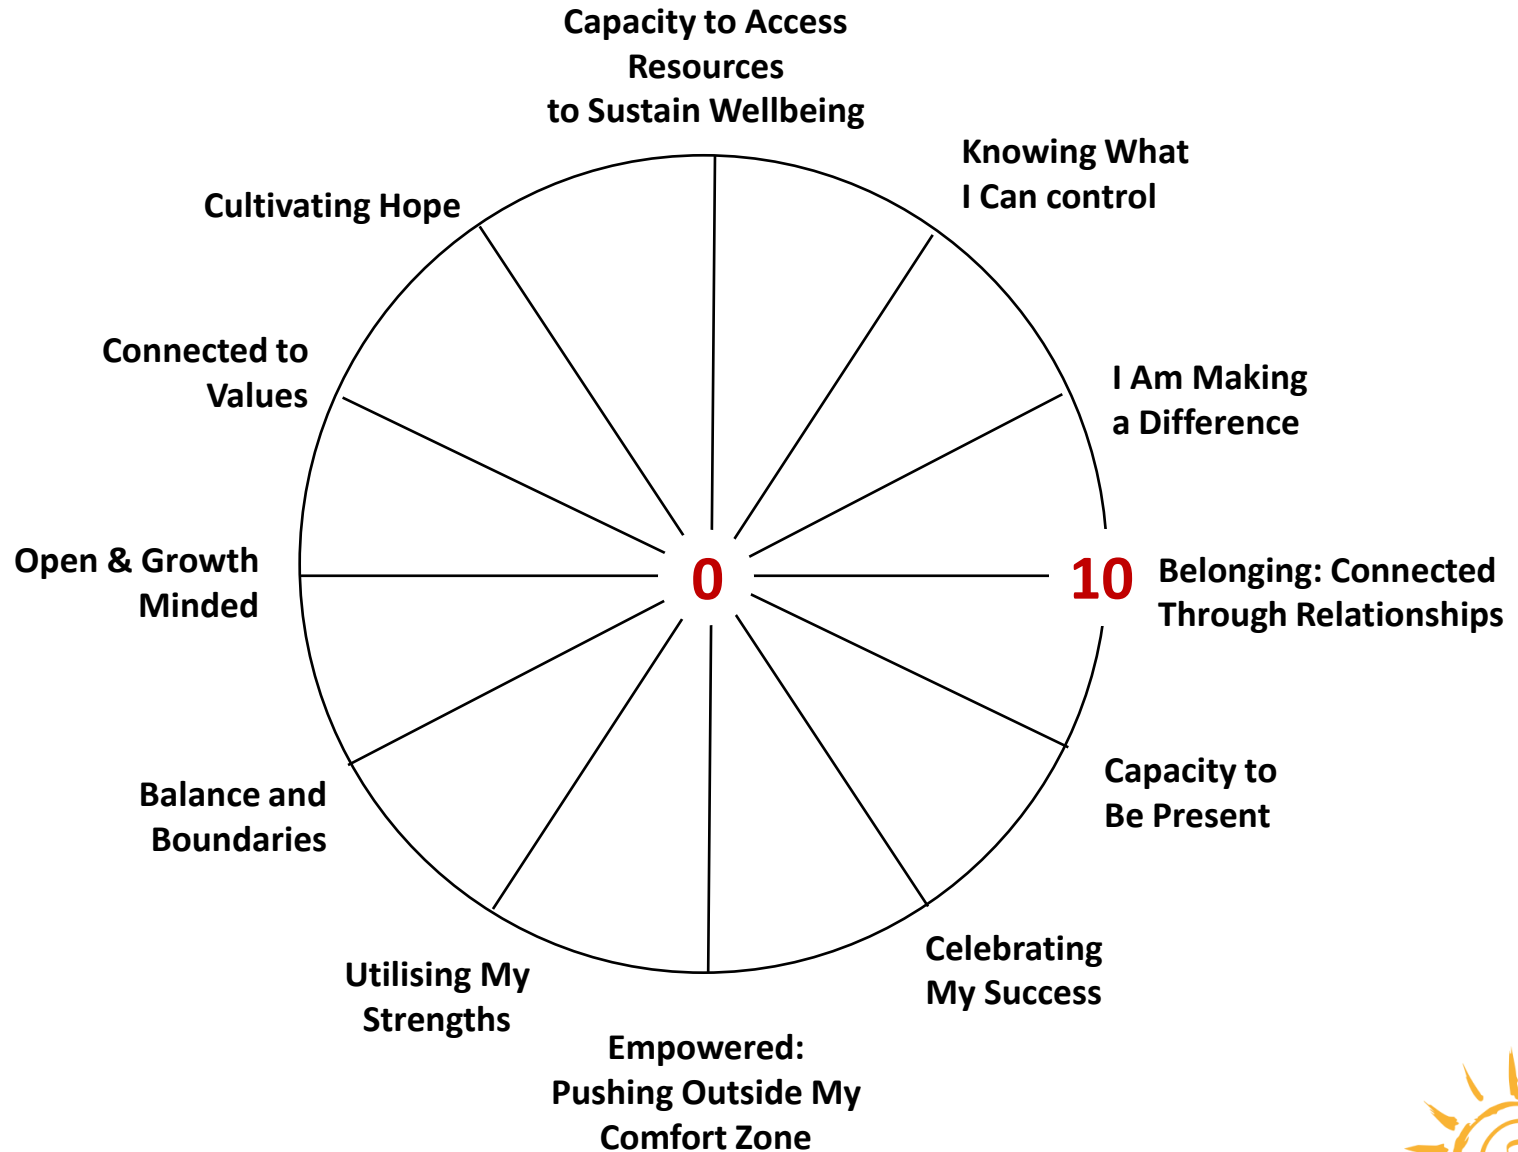 Capacity to Access
Resources
to Sustain Wellbeing
Knowing What
I Can control
Cultivating Hope
Connected to
Values
I Am Making
a Difference
Open & Growth
Minded
0
10
Belonging: Connected
Through Relationships
Balance and
Boundaries
Capacity to
Be Present
Utilising My
Strengths
Celebrating
My Success
Empowered:
Pushing Outside My
Comfort Zone